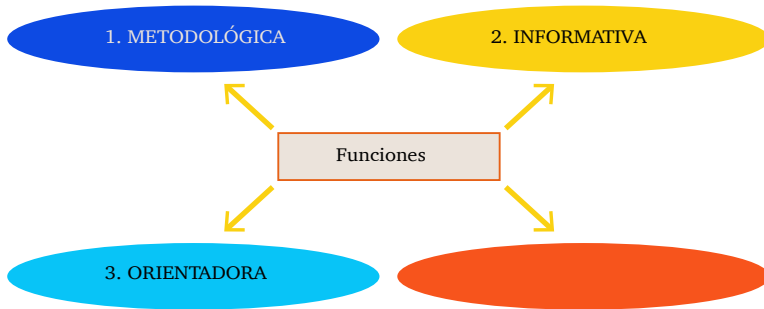 1. METODOLÓGICA
2. INFORMATIVA
Funciones
3. ORIENTADORA